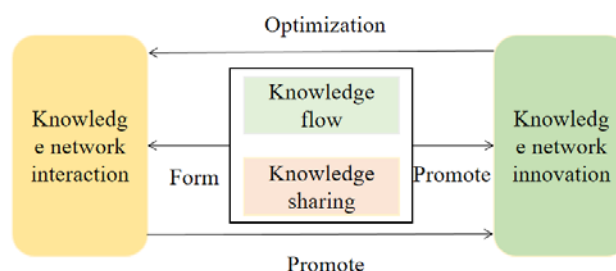 Optimization
Knowledg
e network
interaction
Knowledge
flow
Knowledge
sharing
Form
Promote
Knowledg
e network
innovation
Promote